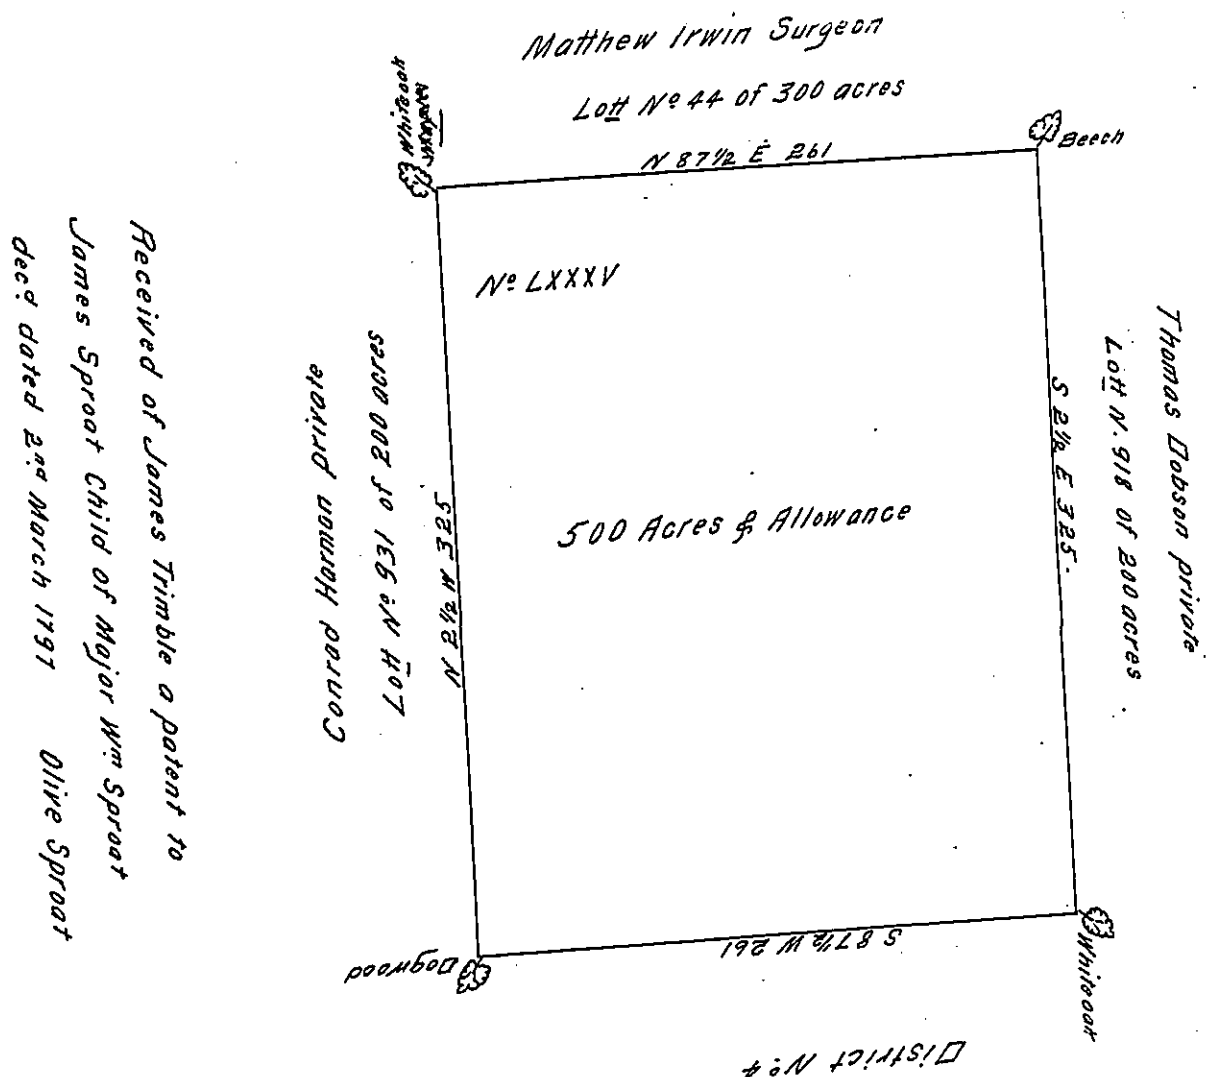 Matthew Irwin Surgeon
Lott Nº 44 of 300 acres
N 87½ E 261
Beech
Whiteoak
Nº LXXXV
500 Acres & Allowance
S 2½ E 325.
Lott N. 918 of 200 acres
Thomas Dobson private
Whiteoak
S 87½ W 261
Dogwood
District Nº 4
N 2½ W 325
Lott Nº 931 of 200 acres
Conrad Harman private
Received of James Trimble a patent to
James Sproat Child of Major Wm Sproat
decd. dated 2nd March 1797 Olive Sproat